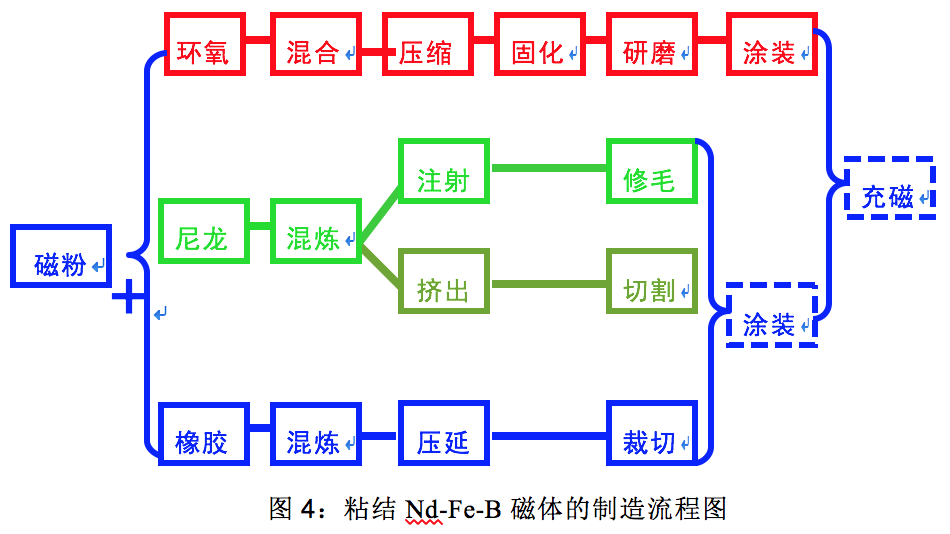 环氧 混合 压缩 固化 研磨 涂装
注射 修毛
充磁
尼龙 混炼
磁粉
挤出 切割
+
涂装
橡胶 混炼 压延 裁切
图 4：粘结 Nd-Fe-B 磁体的制造流程图